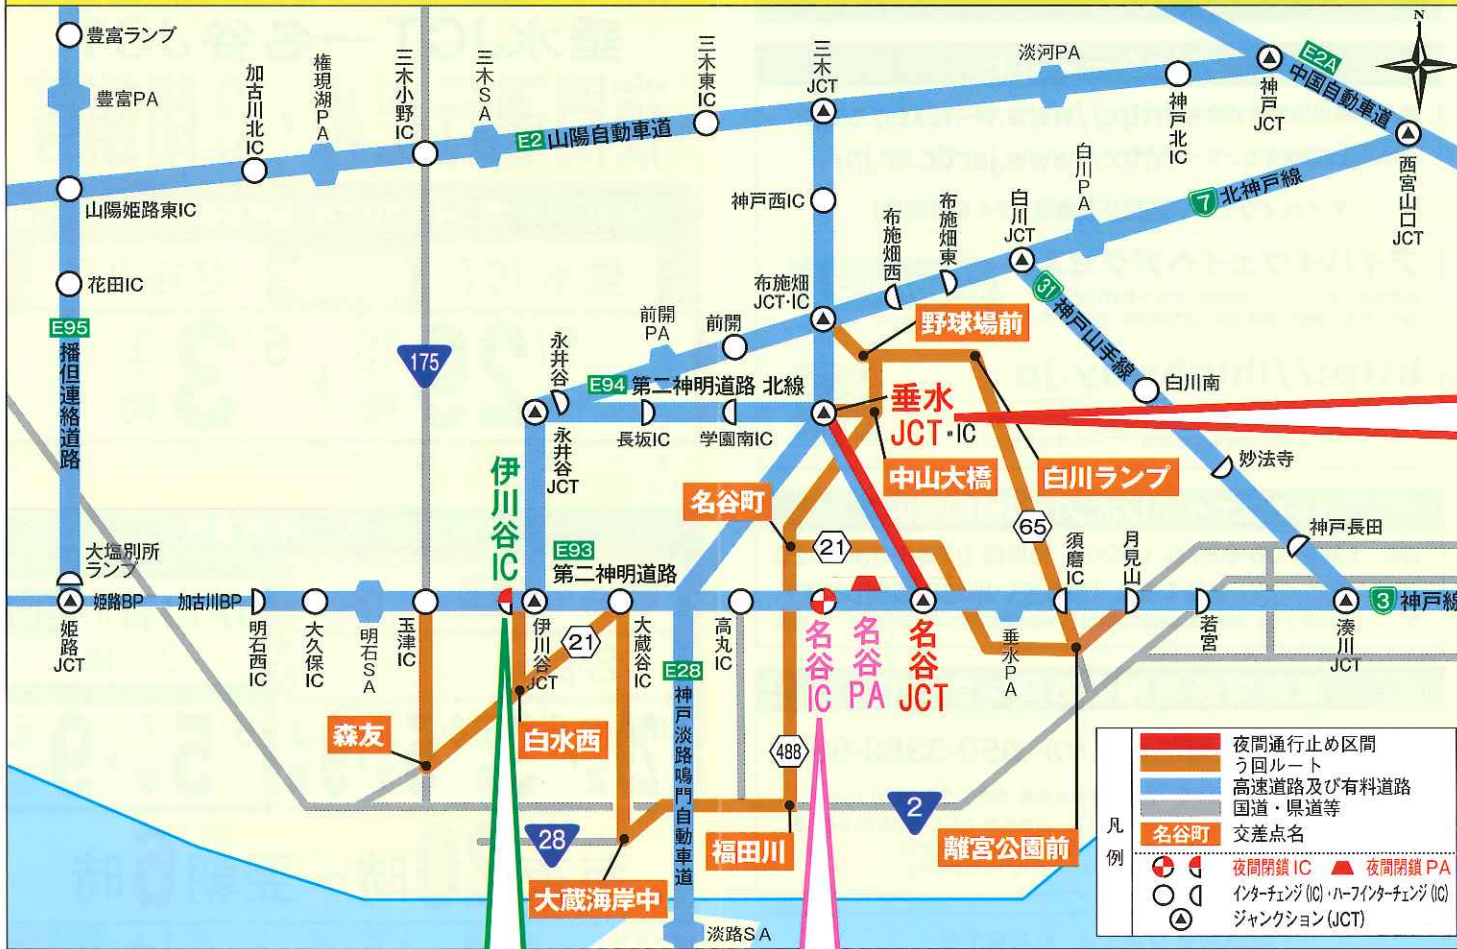 豊富ランプ
豊富PA
加古川北IC
権現湖PA
三木小野IC
三木SA
E2 山陽自動車道
三木東IC
三木JCT
淡河PA
神戸北IC
神戸JCT
E2A
中国自動車道
N
西宮山口JCT
7 北神戸線
白川PA
白川JCT
布施畑東
布施畑西
神戸西IC
布施畑JCT・IC
山陽姫路東IC
花田IC
E95
播但連絡道路
175
永井谷
前開PA
前開
E94 第二神明道路 北線
野球場前
31 神戸山手線
白川南
永井谷JCT
長坂IC
学園南IC
垂水JCT・IC
中山大橋
白川ランプ
妙法寺
伊川谷IC
名谷町
21
65
須磨IC
月見山
神戸長田
大塩別所ランプ
E93
第二神明道路
姫路BP
加古川BP
3 神戸線
姫路JCT
明石西IC
大久保IC
明石SA
玉津IC
伊川谷JCT
21
大蔵谷IC
高丸IC
名谷IC
名谷PA
名谷JCT
垂水PA
若宮
湊川JCT
E28
神戸淡路鳴門自動車道
森友
白水西
488
2
28
福田川
離宮公園前
大蔵海岸中
淡路SA
凡例
夜間通行止め区間
う回ルート
高速道路及び有料道路
国道・県道等
名谷町 交差点名
夜間閉鎖IC 夜間閉鎖PA
インターチェンジ(IC)・ハーフインターチェンジ(IC)
ジャンクション(JCT)